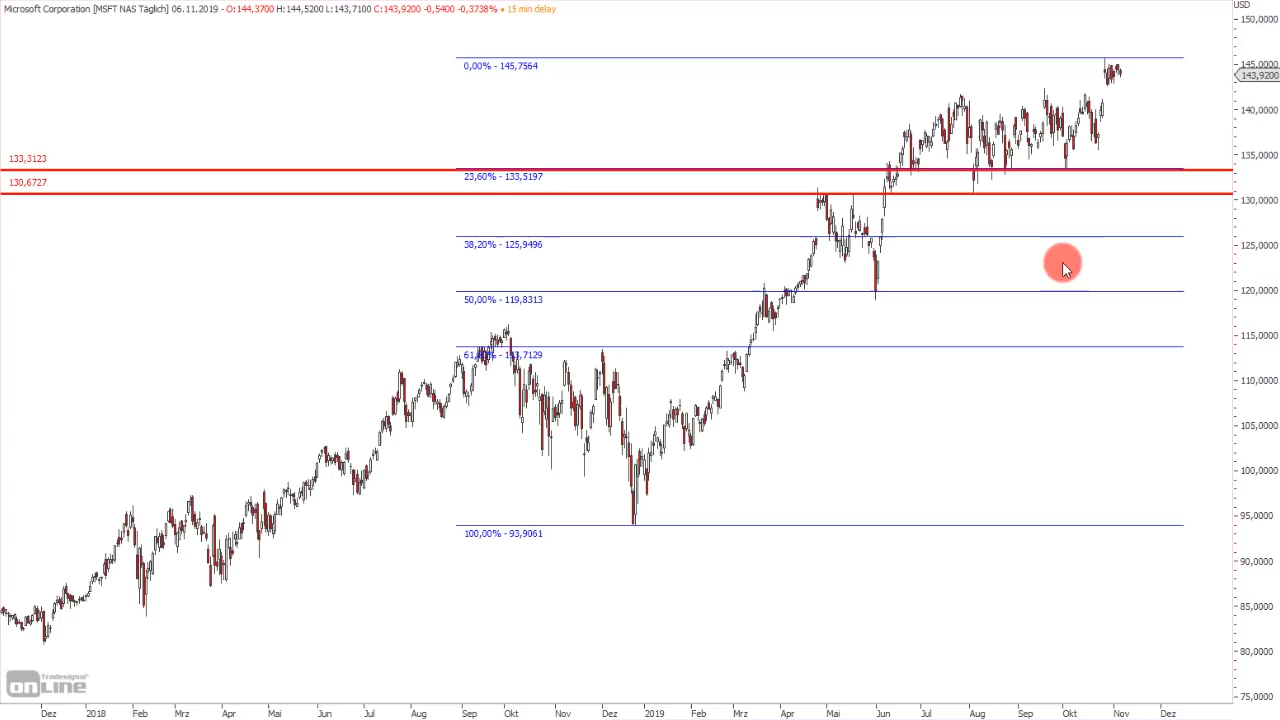 Microsoft Corporation [MSFT NAS Täglich] 06.11.2019 - O:144,3700 H:144,5200 L:143,7100 C:143,9200 -0,5400 -0,3738% • 15 min delay
USD
150,0000
0,00% - 145,7564
145,0000
143,9200
140,0000
133,3123
135,0000
23,60% - 133,5197
130,6727
130,0000
38,20% - 125,9496
125,0000
120,0000
50,00% - 119,8313
115,0000
61,80% - 113,7129
110,0000
105,0000
100,0000
95,0000
100,00% - 93,9061
90,0000
85,0000
80,0000
75,0000
Tradesignal®
onLine
Dez 2018 Feb Mrz Apr Mai Jun Jul Aug Sep Okt Nov Dez 2019 Feb Mrz Apr Mai Jun Jul Aug Sep Okt Nov Dez